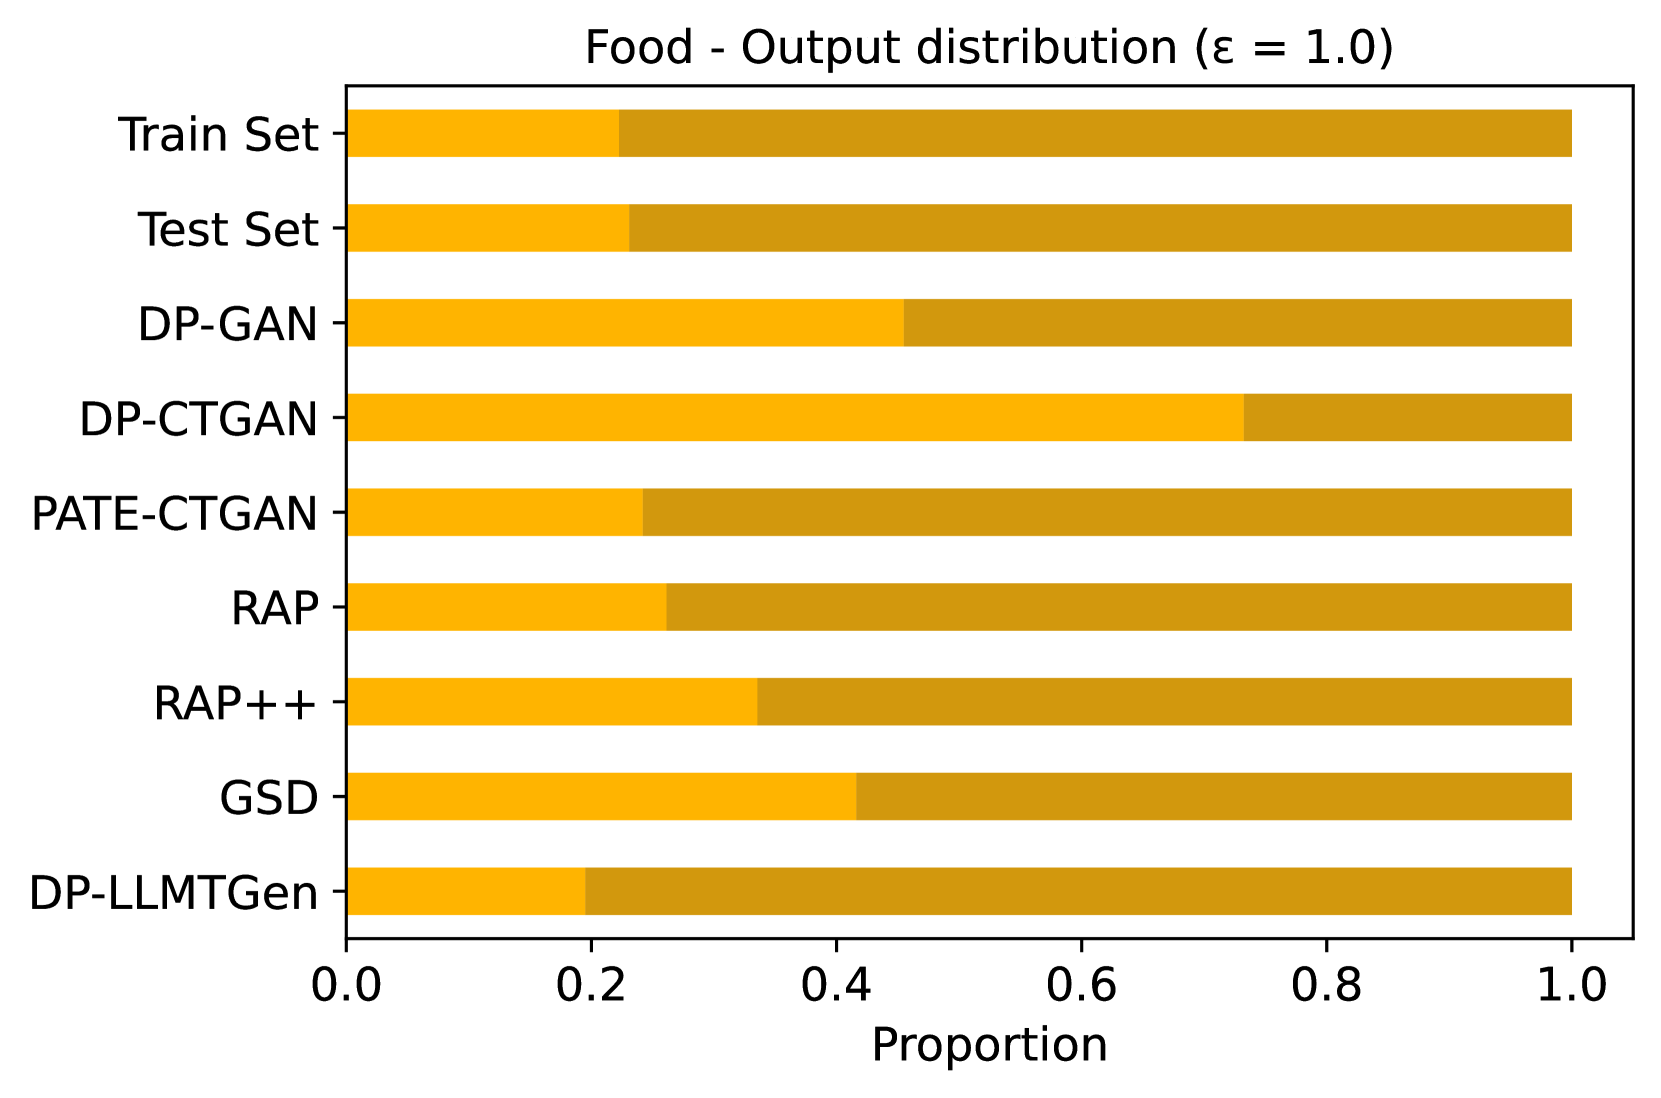 Food - Output distribution (ε = 1.0)
Train Set
Test Set
DP-GAN
DP-CTGAN
PATE-CTGAN
RAP
RAP++
GSD
DP-LLMTGen
0.0 0.2 0.4 0.6 0.8 1.0
Proportion